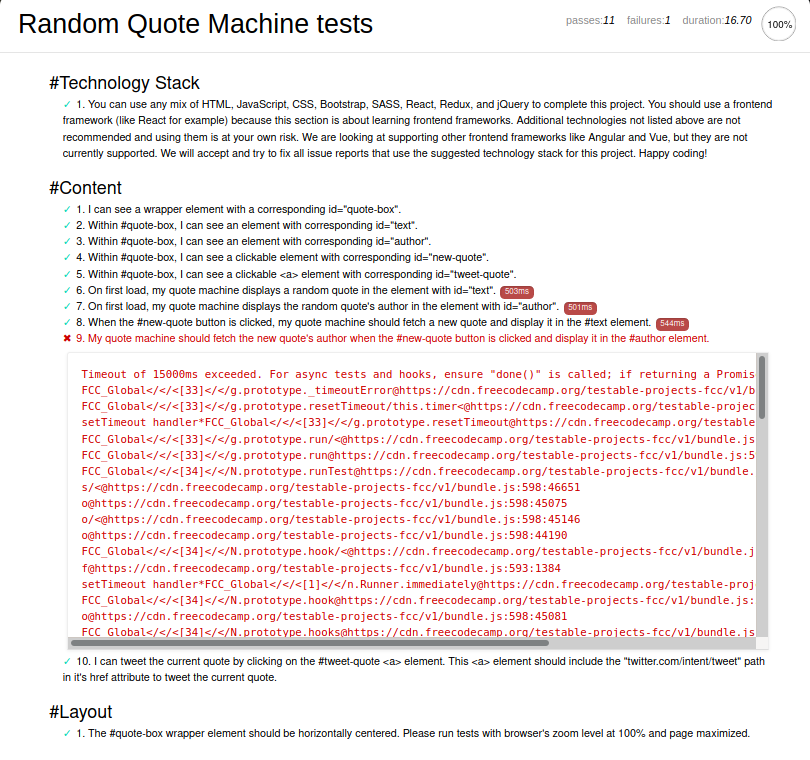 Random Quote Machine tests
passes:11 failures:1 duration:16.70 100%
#Technology Stack
✓ 1. You can use any mix of HTML, JavaScript, CSS, Bootstrap, SASS, React, Redux, and jQuery to complete this project. You should use a frontend
framework (like React for example) because this section is about learning frontend frameworks. Additional technologies not listed above are not
recommended and using them is at your own risk. We are looking at supporting other frontend frameworks like Angular and Vue, but they are not
currently supported. We will accept and try to fix all issue reports that use the suggested technology stack for this project. Happy coding!
#Content
✓ 1. I can see a wrapper element with a corresponding id="quote-box".
✓ 2. Within #quote-box, I can see an element with corresponding id="text".
✓ 3. Within #quote-box, I can see an element with corresponding id="author".
✓ 4. Within #quote-box, I can see a clickable element with corresponding id="new-quote".
✓ 5. Within #quote-box, I can see a clickable <a> element with corresponding id="tweet-quote".
✓ 6. On first load, my quote machine displays a random quote in the element with id="text". 503ms
✓ 7. On first load, my quote machine displays the random quote's author in the element with id="author". 501ms
✓ 8. When the #new-quote button is clicked, my quote machine should fetch a new quote and display it in the #text element. 544ms
✖ 9. My quote machine should fetch the new quote's author when the #new-quote button is clicked and display it in the #author element.
Timeout of 15000ms exceeded. For async tests and hooks, ensure "done()" is called; if returning a Promis
FCC_Global</</<[33]</</g.prototype._timeoutError@https://cdn.freecodecamp.org/testable-projects-fcc/v1/b
FCC_Global</</<[33]</</g.prototype.resetTimeout/this.timer<@https://cdn.freecodecamp.org/testable-projec
setTimeout handler*FCC_Global</</<[33]</</g.prototype.resetTimeout@https://cdn.freecodecamp.org/testable
FCC_Global</</<[33]</</g.prototype.run/<@https://cdn.freecodecamp.org/testable-projects-fcc/v1/bundle.js
FCC_Global</</<[33]</</g.prototype.run@https://cdn.freecodecamp.org/testable-projects-fcc/v1/bundle.js:5
FCC_Global</</<[34]</</N.prototype.runTest@https://cdn.freecodecamp.org/testable-projects-fcc/v1/bundle.
s/<@https://cdn.freecodecamp.org/testable-projects-fcc/v1/bundle.js:598:46651
o@https://cdn.freecodecamp.org/testable-projects-fcc/v1/bundle.js:598:45075
o/<@https://cdn.freecodecamp.org/testable-projects-fcc/v1/bundle.js:598:45146
o@https://cdn.freecodecamp.org/testable-projects-fcc/v1/bundle.js:598:44190
FCC_Global</</<[34]</</N.prototype.hook/<@https://cdn.freecodecamp.org/testable-projects-fcc/v1/bundle.j
f@https://cdn.freecodecamp.org/testable-projects-fcc/v1/bundle.js:593:1384
setTimeout handler*FCC_Global</</<[1]</</n.Runner.immediately@https://cdn.freecodecamp.org/testable-proj
FCC_Global</</<[34]</</N.prototype.hook@https://cdn.freecodecamp.org/testable-projects-fcc/v1/bundle.js:
o@https://cdn.freecodecamp.org/testable-projects-fcc/v1/bundle.js:598:45081
FCC_Global</</<[34]</</N.prototype.hooks@https://cdn.freecodecamp.org/testable-projects-fcc/v1/bundle.js
✓ 10. I can tweet the current quote by clicking on the #tweet-quote <a> element. This <a> element should include the "twitter.com/intent/tweet" path
in it's href attribute to tweet the current quote.
#Layout
✓ 1. The #quote-box wrapper element should be horizontally centered. Please run tests with browser's zoom level at 100% and page maximized.